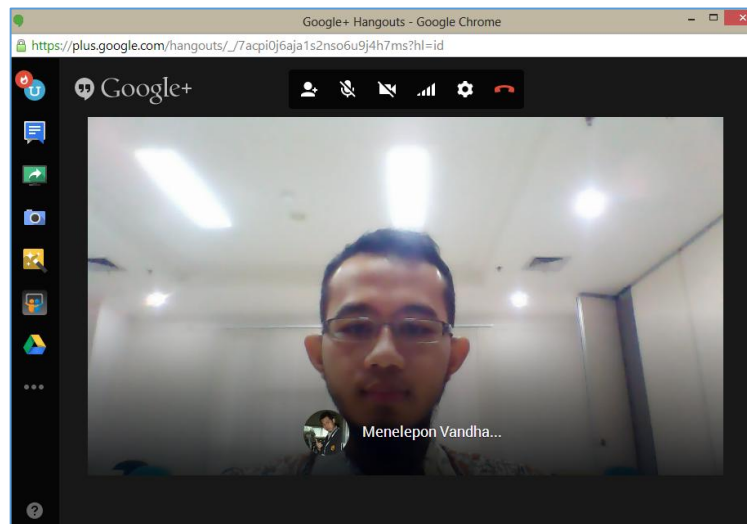 Google+ Hangouts - Google Chrome
https://plus.google.com/hangouts/_/7acpi0j6aja1s2nso6u9j4h7ms?hl=id
Google+
Menelepon Vandha...